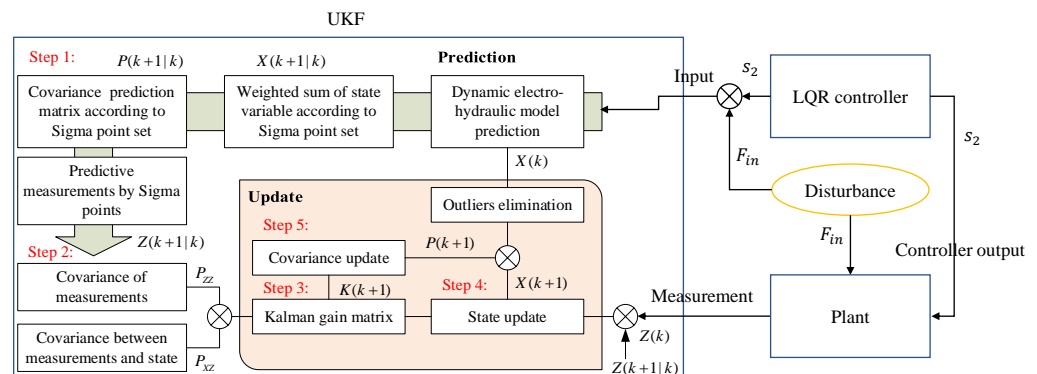 UKF
Step 1:
P(k+1|k)
X(k+1|k)
Prediction
Covariance prediction
matrix according to
Sigma point set
Weighted sum of state
variable according to
Sigma point set
Dynamic electro-
hydraulic model
prediction
Input
s₂
LQR controller
s₂
F_in
Disturbance
F_in
Controller output
Predictive
measurements by Sigma
points
X(k)
Update
Outliers elimination
Step 2:
Z(k+1|k)
Step 5:
Covariance update
P(k+1)
Covariance of
measurements
P_ZZ
Step 3:
K(k+1)
Step 4:
X(k+1)
Kalman gain matrix
State update
Measurement
Plant
Z(k)
Covariance between
measurements and state
P_XZ
Z(k+1|k)